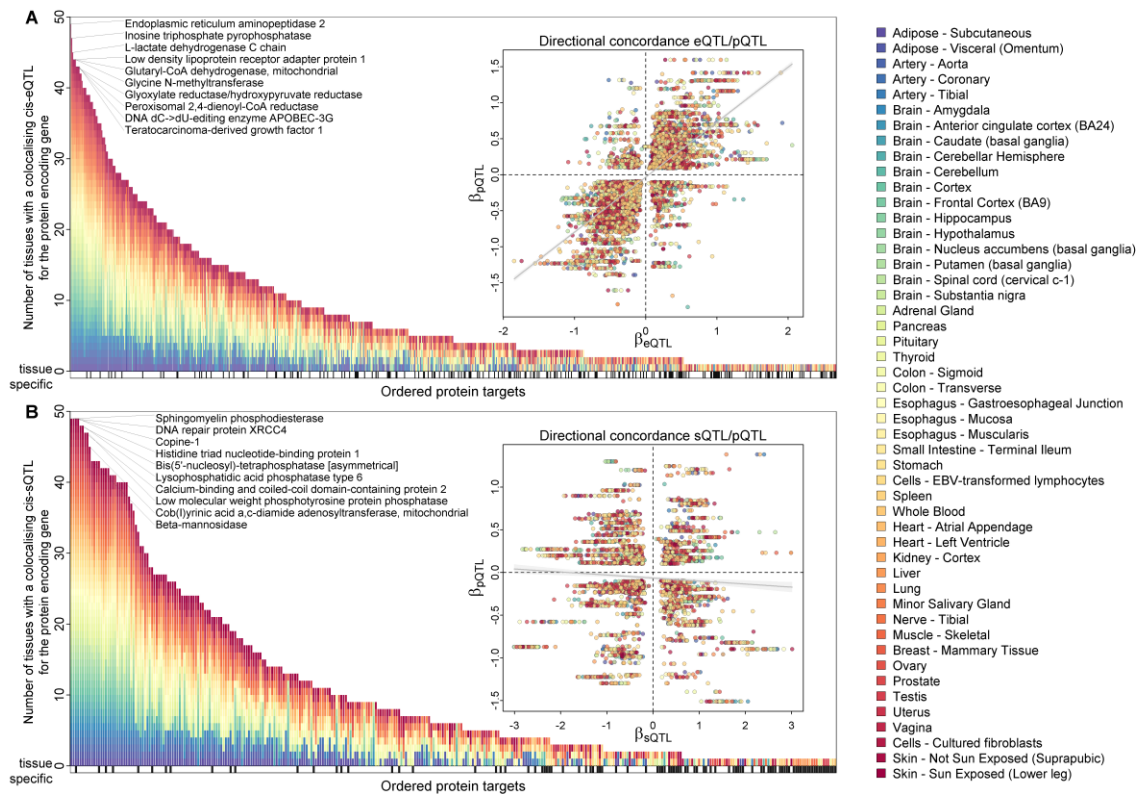 A
Number of tissues with a colocalising cis-eQTL
for the protein encoding gene
50
40
30
20
10
0
tissue
specific
Endoplasmic reticulum aminopeptidase 2
Inosine triphosphate pyrophosphatase
L-lactate dehydrogenase C chain
Low density lipoprotein receptor adapter protein 1
Glutaryl-CoA dehydrogenase, mitochondrial
Glycine N-methyltransferase
Glyoxylate reductase/hydroxypyruvate reductase
Peroxisomal 2,4-dienoyl-CoA reductase
DNA dC->dU-editing enzyme APOBEC-3G
Teratocarcinoma-derived growth factor 1
Directional concordance eQTL/pQTL
βpQTL
1.5
1.0
0.5
0.0
-0.5
-1.0
-1.5
-2 -1 0 1 2
βeQTL
Ordered protein targets
B
Number of tissues with a colocalising cis-sQTL
for the protein encoding gene
50
40
30
20
10
0
tissue
specific
Sphingomyelin phosphodiesterase
DNA repair protein XRCC4
Copine-1
Histidine triad nucleotide-binding protein 1
Bis(5'-nucleosyl)-tetraphosphatase [asymmetrical]
Lysophosphatidic acid phosphatase type 6
Calcium-binding and coiled-coil domain-containing protein 2
Low molecular weight phosphotyrosine protein phosphatase
Cob(I)yrinic acid a,c-diamide adenosyltransferase, mitochondrial
Beta-mannosidase
Directional concordance sQTL/pQTL
βpQTL
1.0
0.5
0.0
-0.5
-1.0
-1.5
-3 -2 -1 0 1 2 3
βsQTL
Ordered protein targets
Adipose - Subcutaneous
Adipose - Visceral (Omentum)
Artery - Aorta
Artery - Coronary
Artery - Tibial
Brain - Amygdala
Brain - Anterior cingulate cortex (BA24)
Brain - Caudate (basal ganglia)
Brain - Cerebellar Hemisphere
Brain - Cerebellum
Brain - Cortex
Brain - Frontal Cortex (BA9)
Brain - Hippocampus
Brain - Hypothalamus
Brain - Nucleus accumbens (basal ganglia)
Brain - Putamen (basal ganglia)
Brain - Spinal cord (cervical c-1)
Brain - Substantia nigra
Adrenal Gland
Pancreas
Pituitary
Thyroid
Colon - Sigmoid
Colon - Transverse
Esophagus - Gastroesophageal Junction
Esophagus - Mucosa
Esophagus - Muscularis
Small Intestine - Terminal Ileum
Stomach
Cells - EBV-transformed lymphocytes
Spleen
Whole Blood
Heart - Atrial Appendage
Heart - Left Ventricle
Kidney - Cortex
Liver
Lung
Minor Salivary Gland
Nerve - Tibial
Muscle - Skeletal
Breast - Mammary Tissue
Ovary
Prostate
Testis
Uterus
Vagina
Cells - Cultured fibroblasts
Skin - Not Sun Exposed (Suprapubic)
Skin - Sun Exposed (Lower leg)